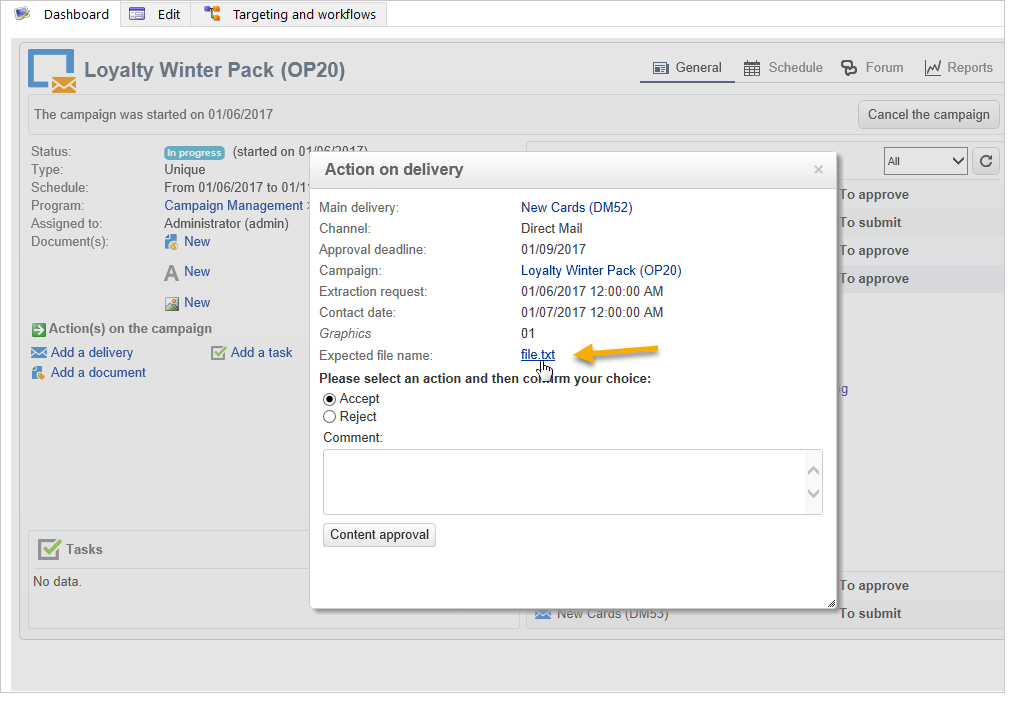 Dashboard Edit Targeting and workflows
Loyalty Winter Pack (OP20) General Schedule Forum Reports
The campaign was started on 01/06/2017 Cancel the campaign
Status: In progress (started on 01/06/2017)
Type: Unique
Schedule: From 01/06/2017 to 01/1
Program: Campaign Management
Assigned to: Administrator (admin)
Document(s): New
A New
New
Action(s) on the campaign
Add a delivery Add a task
Add a document
Tasks
No data.
Action on delivery ×
Main delivery: New Cards (DM52)
Channel: Direct Mail
Approval deadline: 01/09/2017
Campaign: Loyalty Winter Pack (OP20)
Extraction request: 01/06/2017 12:00:00 AM
Contact date: 01/07/2017 12:00:00 AM
Graphics 01
Expected file name: file.txt
Please select an action and then confirm your choice:
Accept
Reject
Comment:
Content approval
All
To approve
To submit
To approve
To approve
g
To approve
New Cards (DM53) To submit